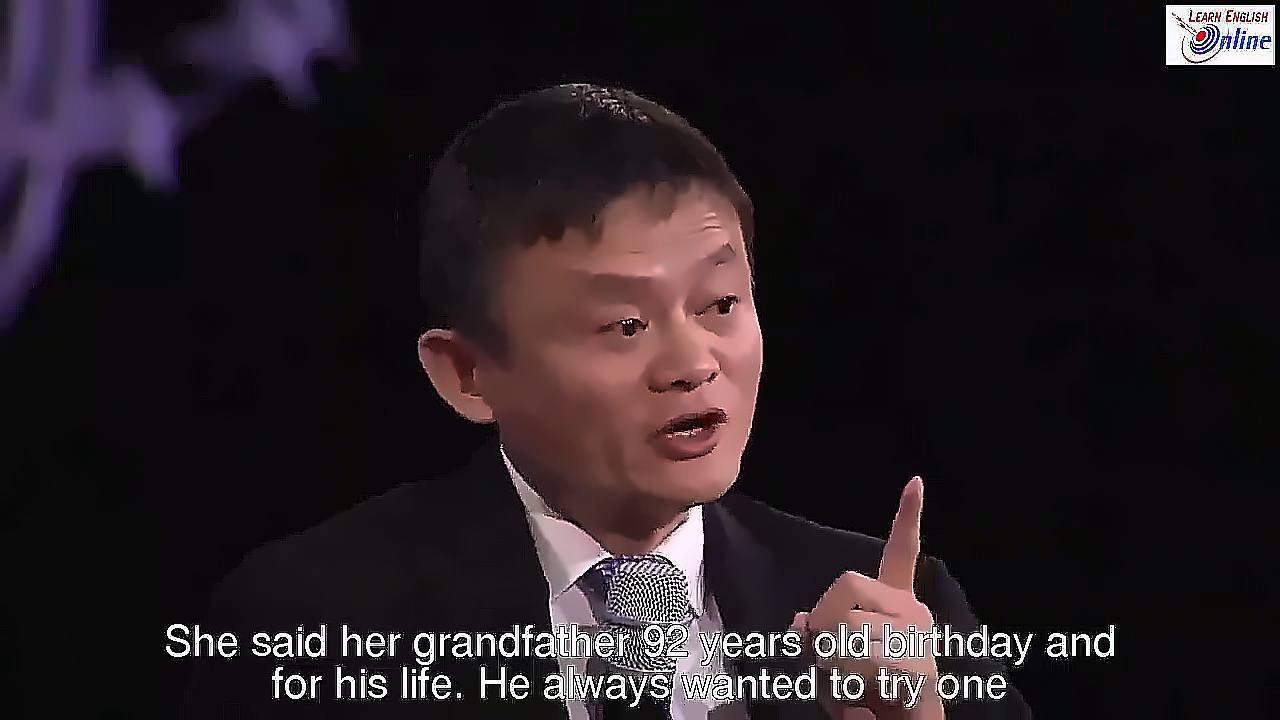 LEARN ENGLISH
Online
She said her grandfather 92 years old birthday and
for his life. He always wanted to try one